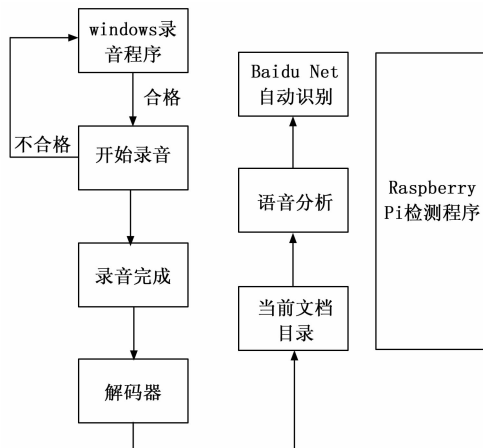 windows录
音程序
合格
不合格
开始录音
录音完成
解码器
Baidu Net
自动识别
语音分析
当前文档
目录
Raspberry
Pi检测程序